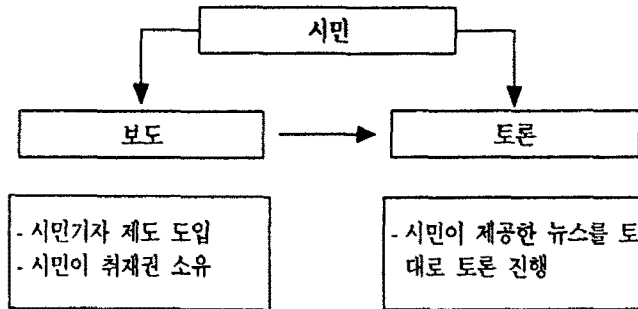 시민
보도
토론
- 시민기자 제도 도입
- 시민이 취재권 소유
- 시민이 제공한 뉴스를 토
대로 토론 진행